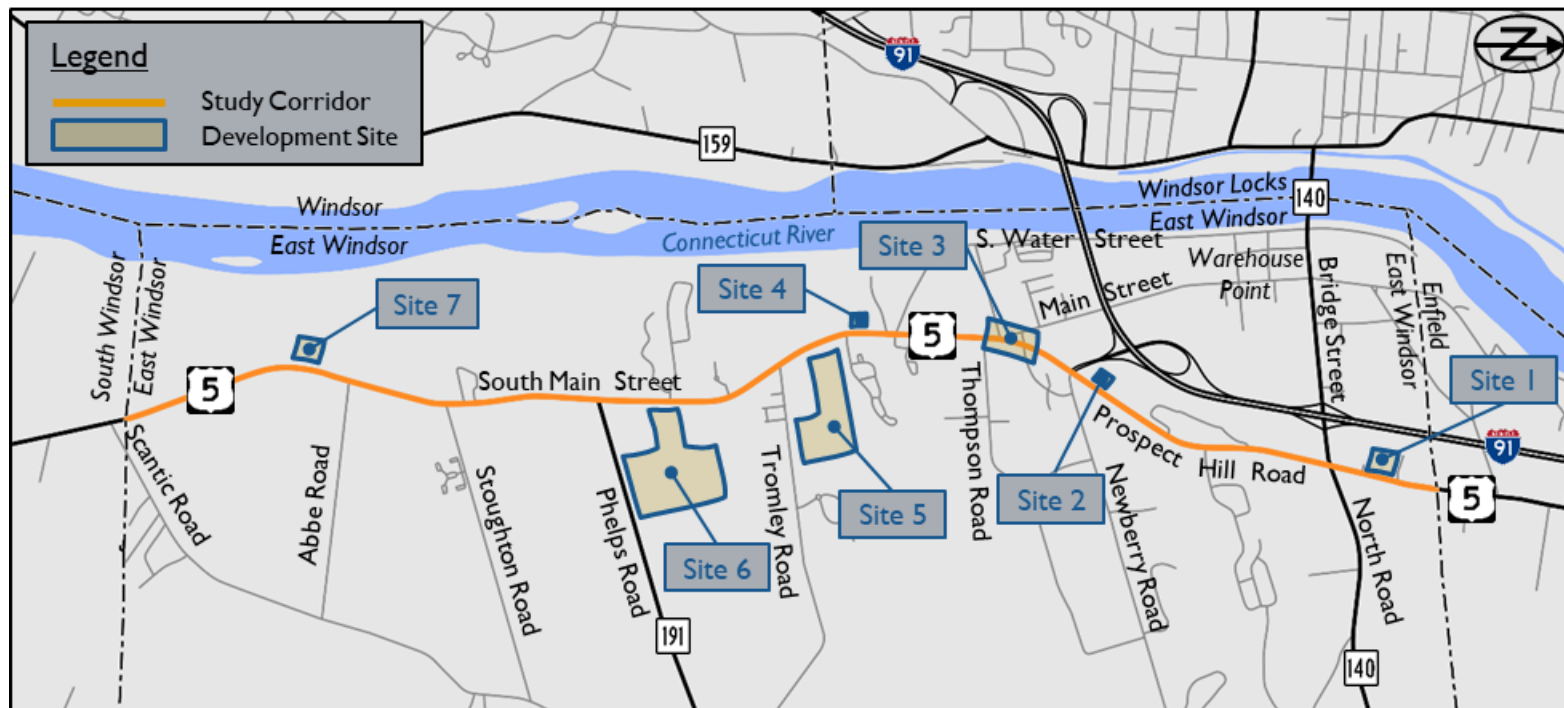 Legend
Study Corridor
Development Site
INTERSTATE
91
N
159
Windsor
East Windsor
Connecticut River
Windsor Locks
East Windsor
140
S. Water Street
Warehouse
Point
Main Street
Bridge Street
East Windsor
Enfield
South Windsor
East Windsor
Site 7
Site 4
Site 3
Site 1
5
5
South Main Street
Site 2
Prospect Hill Road
91
5
Scantic Road
Abbe Road
Stoughton Road
Phelps Road
Site 6
Tromley Road
Site 5
Thompson Road
Newberry Road
North Road
191
140